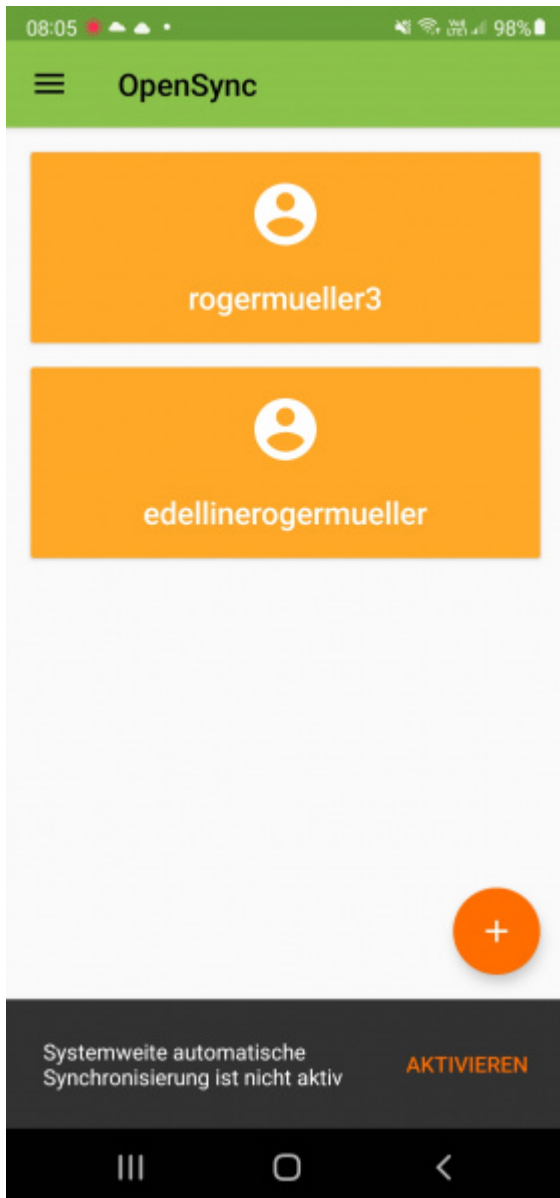 08:05 98%
OpenSync
rogermueller3
edellinerogermueller
Systemweite automatische
Synchronisierung ist nicht aktiv
AKTIVIEREN